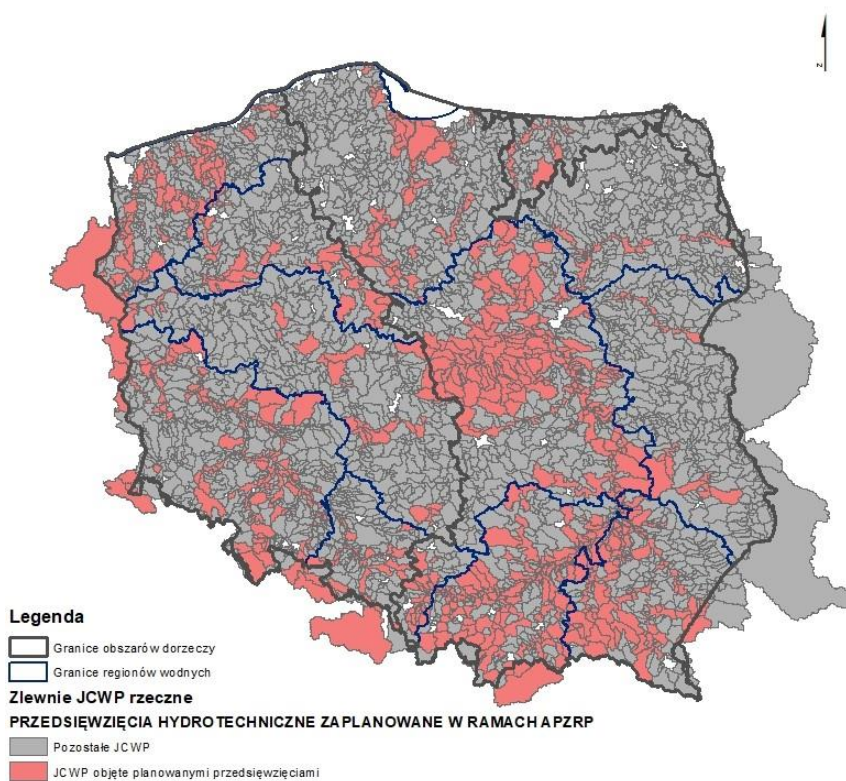 N
Legenda
Granice obszarów dorzeczy
Granice regionów wodnych
Zlewnie JCWP rzeczne
PRZEDSIĘWZIĘCIA HYDROTECHNICZNE ZAPLANOWANE W RAMACH APZRP
Pozostałe JCWP
JCWP objęte planowanymi przedsięwzięciami